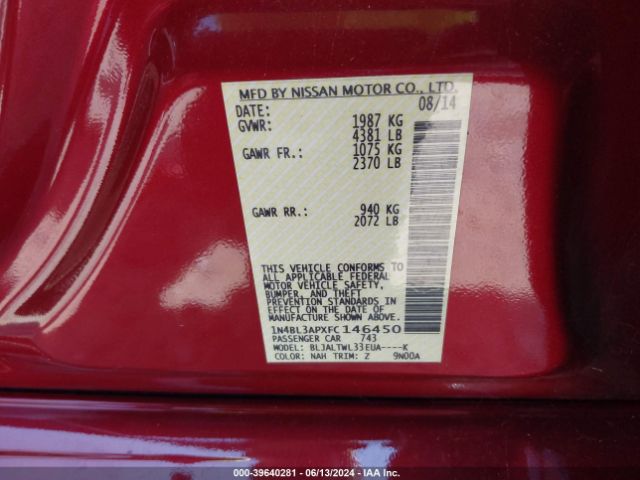 MFD BY NISSAN MOTOR CO., LTD.
DATE: 08/14
GVWR: 1987 KG
4381 LB
GAWR FR.: 1075 KG
2370 LB
GAWR RR.: 940 KG
2072 LB
THIS VEHICLE CONFORMS TO
ALL APPLICABLE FEDERAL
MOTOR VEHICLE SAFETY,
BUMPER, AND THEFT
PREVENTION STANDARDS IN
EFFECT ON THE DATE OF
MANUFACTURE SHOWN ABOVE.
1N4BL3APXFC146450
PASSENGER CAR 743
MODEL: BLJALTWL33EUA----K
COLOR: NAH TRIM: Z 9N00A
000-39640281 - 06/13/2024 - IAA Inc.